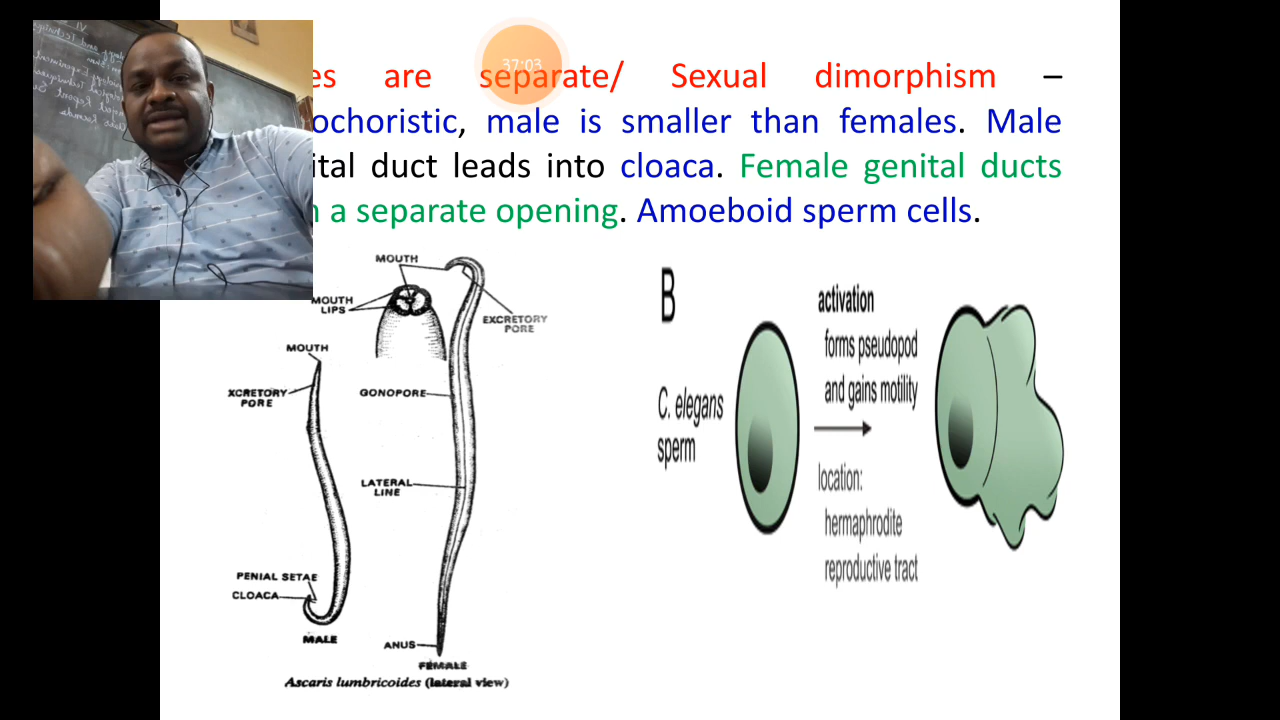 37:03
es are separate/ Sexual dimorphism –
ochoristic, male is smaller than females. Male
ital duct leads into cloaca. Female genital ducts
a separate opening. Amoeboid sperm cells.
MOUTH
MOUTH
LIPS
EXCRETORY
PORE
MOUTH
XCRETORY
PORE
GONOPORE
LATERAL
LINE
PENIAL SETAE
CLOACA
MALE
ANUS
FEMALE
Ascaris lumbricoides (lateral view)
B
C. elegans
sperm
activation
forms pseudopod
and gains motility
location:
hermaphrodite
reproductive tract